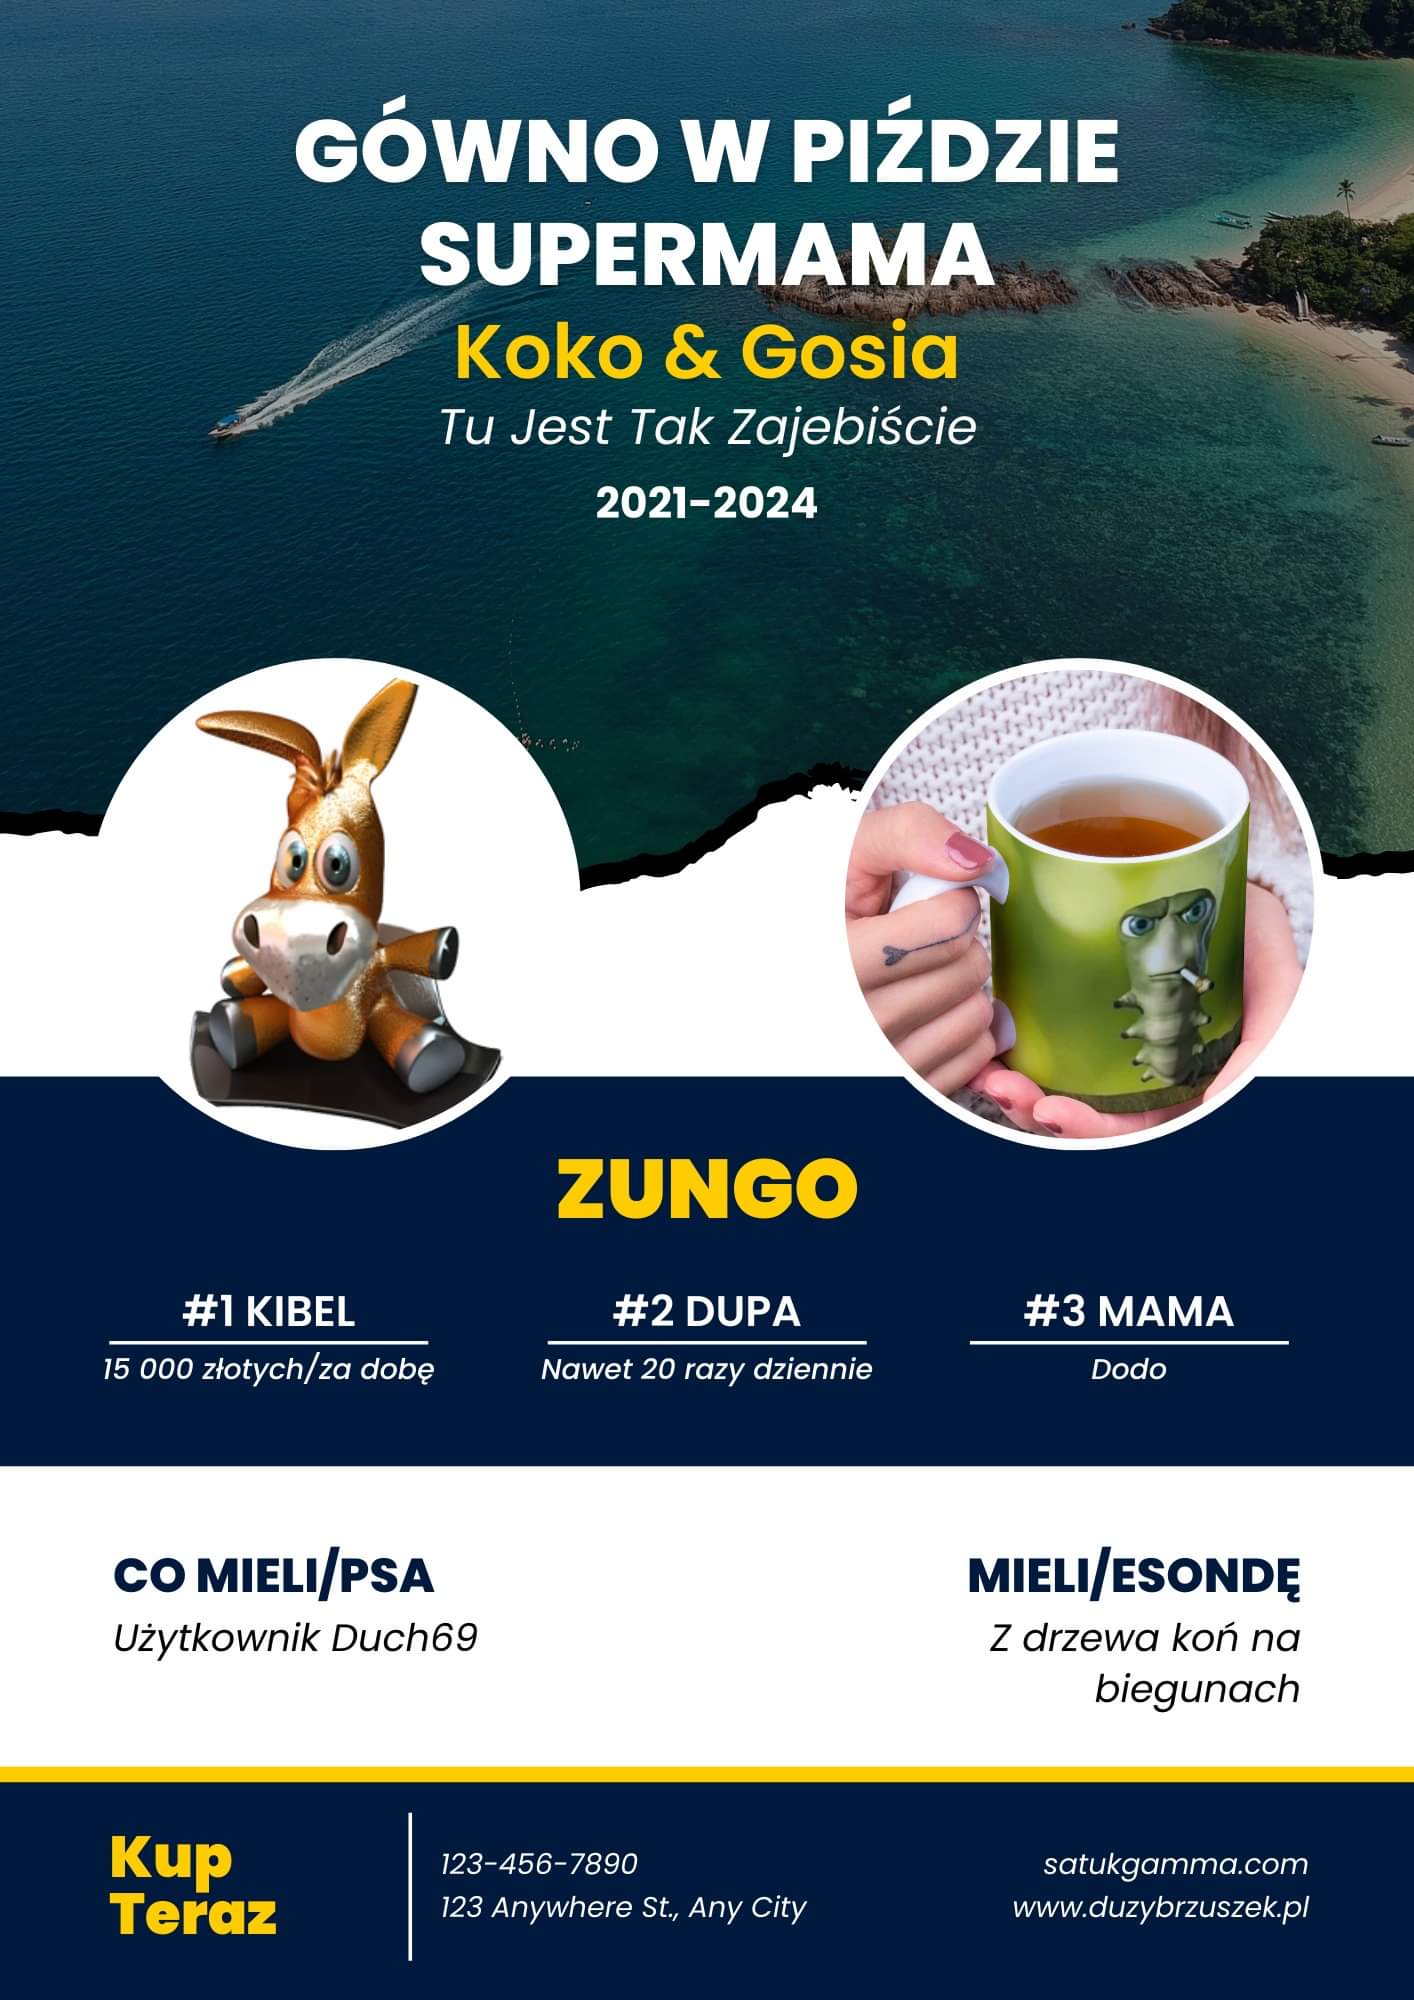 GÓWNO W PIŹDZIE
SUPERMAMA
Koko & Gosia
Tu Jest Tak Zajebiście
2021-2024
ZUNGO
#1 KIBEL
15 000 złotych/za dobę
#2 DUPA
Nawet 20 razy dziennie
#3 MAMA
Dodo
CO MIELI/PSA
Użytkownik Duch69
MIELI/ESONDĘ
Z drzewa koń na
biegunach
Kup
Teraz
123-456-7890
123 Anywhere St., Any City
satukgamma.com
www.duzybrzuszek.pl